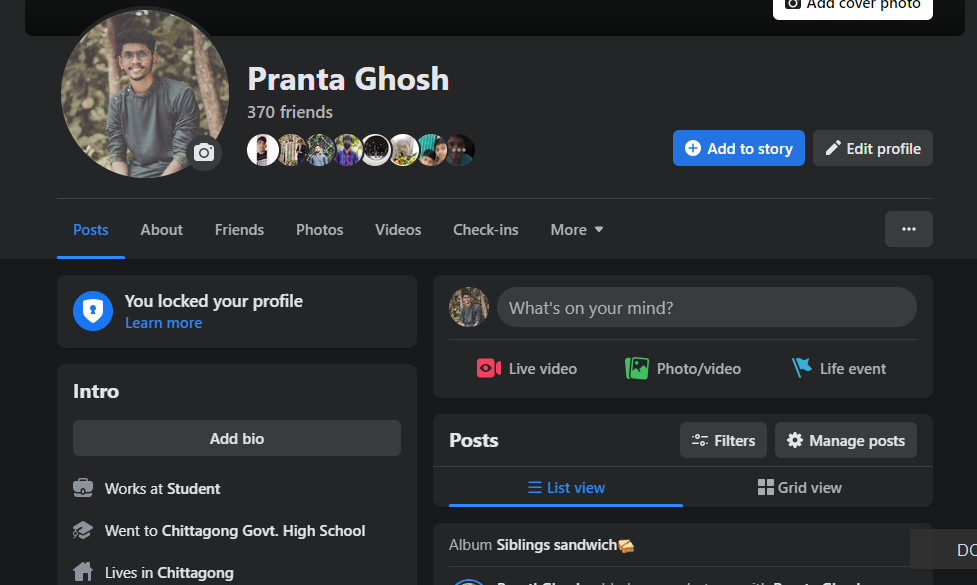 Add cover photo
Pranta Ghosh
370 friends
Add to story
Edit profile
Posts
About
Friends
Photos
Videos
Check-ins
More
You locked your profile
Learn more
What's on your mind?
Live video
Photo/video
Life event
Intro
Add bio
Works at Student
Went to Chittagong Govt. High School
Lives in Chittagong
Posts
Filters
Manage posts
List view
Grid view
Album Siblings sandwich
DO